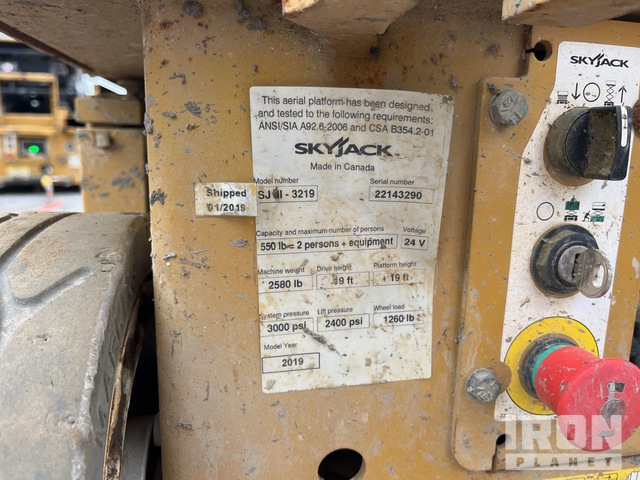 This aerial platform has been designed
and tested to the following requirements:
ANSI/SIA A92.6-2006 and CSA B354.2-01
SKYJACK
Made in Canada
Model number Serial number
Shipped
01/2019
3219 22143290
Capacity and maximum number of persons Voltage
550 lb = 2 persons + equipment 24 V
Machine weight Drive height Platform height
2580 lb 19 ft 19 ft
System pressure Lift pressure Wheel load
3000 psi 2400 psi 1260 lb
Model Year
2019
SKYJACK
IRON
PLANET